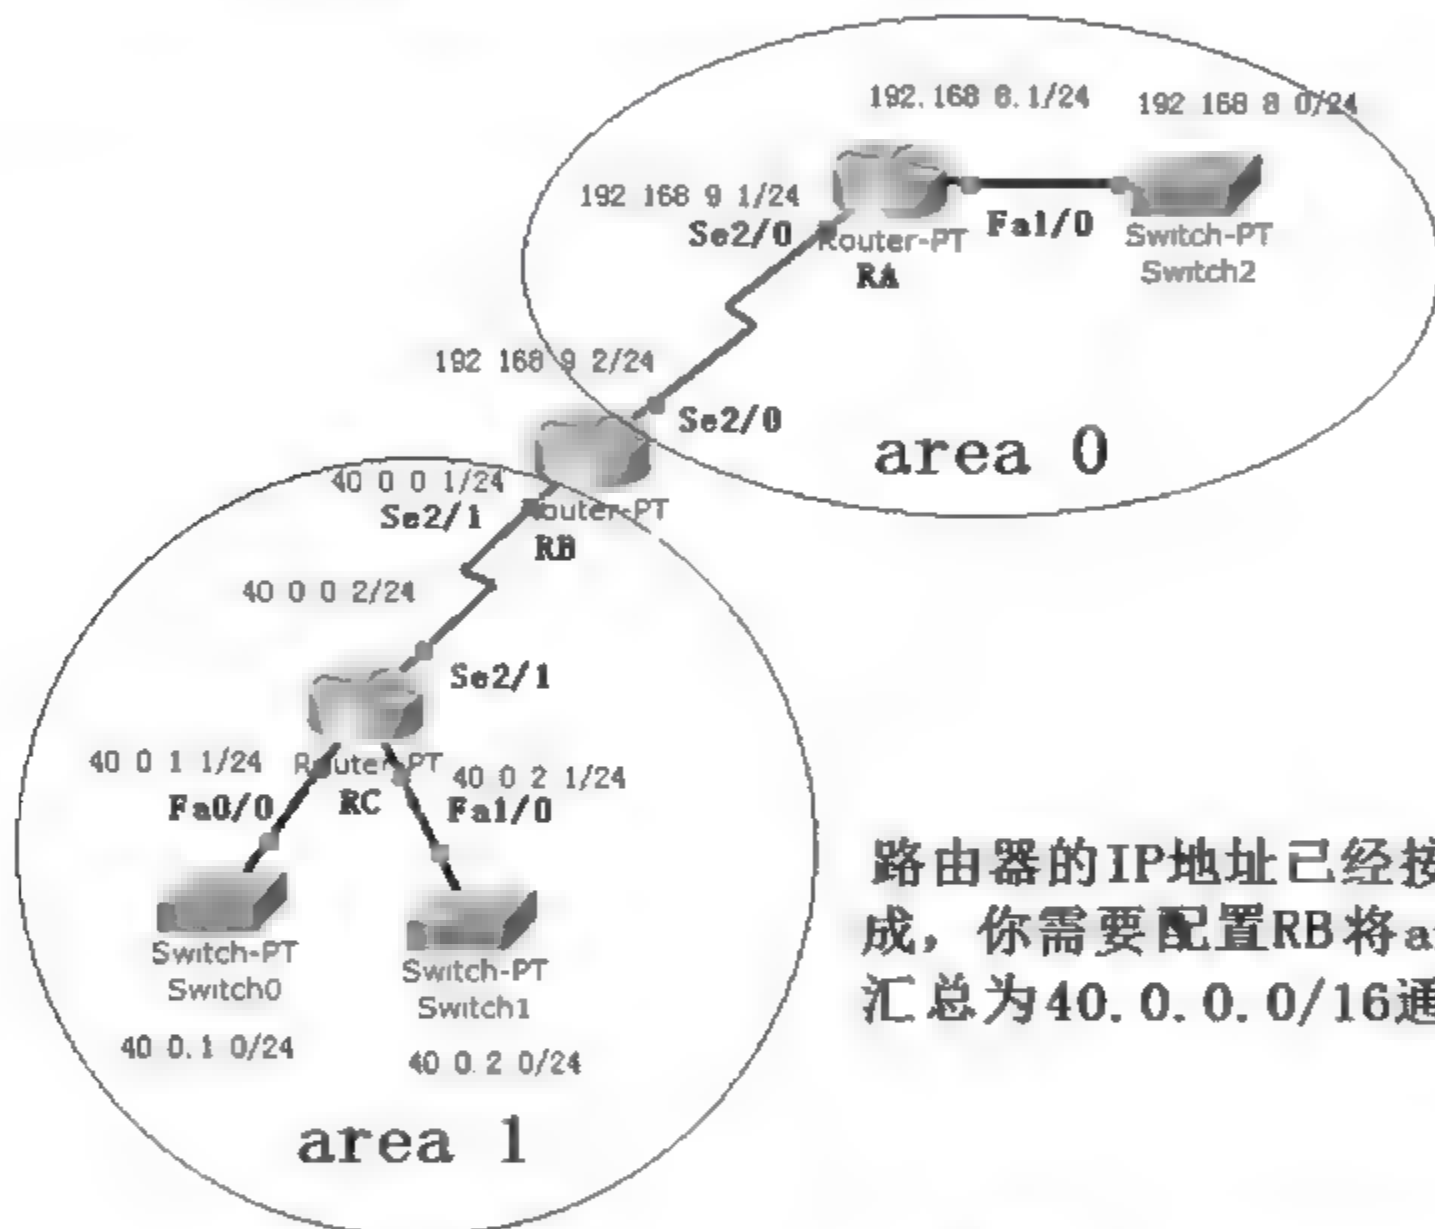 192.168 8.1/24
192 168 8 0/24
192 168 9 1/24
Se2/0
Router-PT
RA
Fa1/0
Switch-PT
Switch2
192 168 9 2/24
Se2/0
area 0
40 0 0 1/24
Se2/1
Router-PT
RB
40 0 0 2/24
Se2/1
40 0 1 1/24
Router-PT
40 0 2 1/24
Fa0/0
RC
Fa1/0
Switch-PT
Switch0
Switch-PT
Switch1
40 0.1 0/24
40 0 2 0/24
area 1
路由器的IP地址已经按
成，你需要配置RB将a
汇总为40.0.0.0/16通